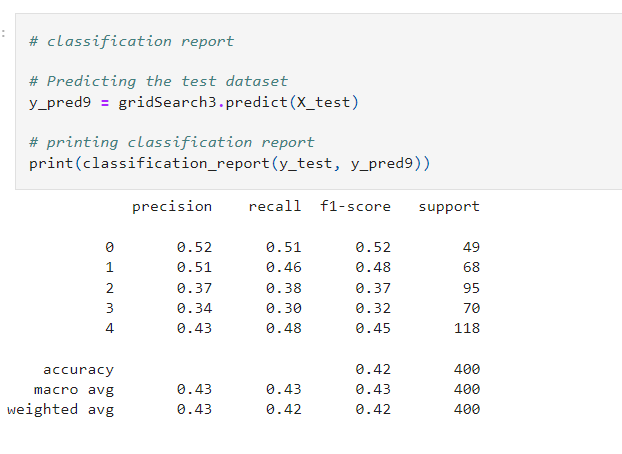 :
# classification report
# Predicting the test dataset
y_pred9 = gridSearch3.predict(X_test)
# printing classification report
print(classification_report(y_test, y_pred9))
precision recall f1-score support
0 0.52 0.51 0.52 49
1 0.51 0.46 0.48 68
2 0.37 0.38 0.37 95
3 0.34 0.30 0.32 70
4 0.43 0.48 0.45 118
accuracy 0.42 400
macro avg 0.43 0.43 0.43 400
weighted avg 0.43 0.42 0.42 400